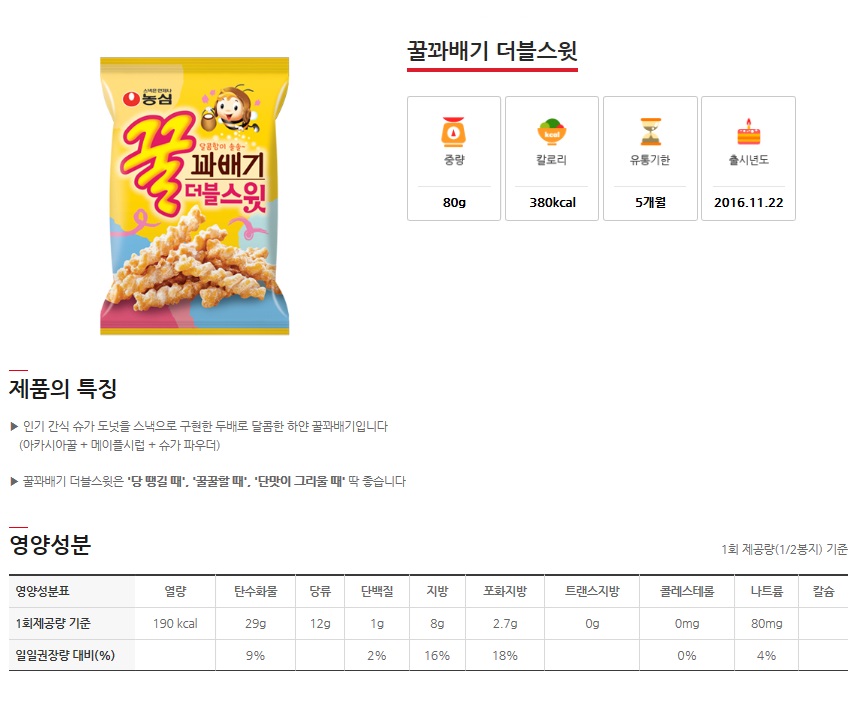 꿀꽈배기 더블스윗
스낵은 언제나
농심
달콤함이 솔솔~
꿀
꽈배기
더블스윗
kcal
중량 칼로리 유통기한 출시년도
80g 380kcal 5개월 2016.11.22
제품의 특징
▶ 인기 간식 슈가 도넛을 스낵으로 구현한 두배로 달콤한 하얀 꿀꽈배기입니다
(아카시아꿀 + 메이플시럽 + 슈가 파우더)
▶ 꿀꽈배기 더블스윗은 '당 땡길 때', '꿀꿀할 때', '단맛이 그리울 때' 딱 좋습니다
영양성분
1회 제공량(1/2봉지) 기준
영양성분표 열량 탄수화물 당류 단백질 지방 포화지방 트랜스지방 콜레스테롤 나트륨 칼슘
1회제공량 기준 190 kcal 29g 12g 1g 8g 2.7g 0g 0mg 80mg
일일권장량 대비(%) 9% 2% 16% 18% 0% 4%